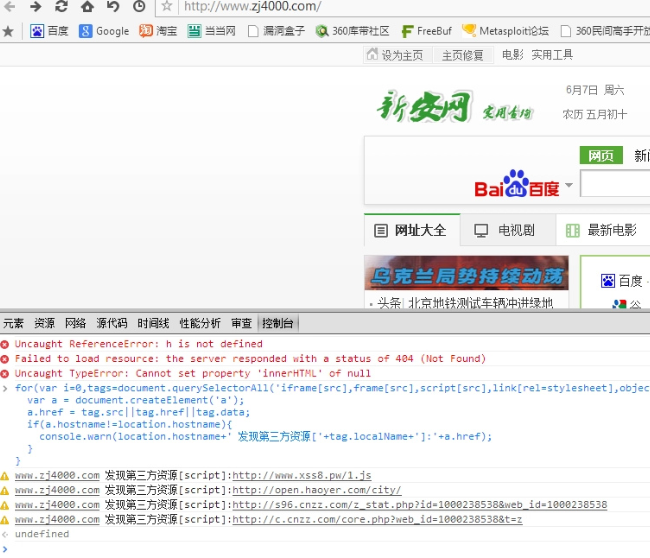 http://www.zj4000.com/
百度 Google 淘宝 当当网 漏洞盒子 360库带社区 FreeBuf Metasploit论坛 360民间高手开放
设为主页 主页修复 电影 实用工具
新安网 实用查询
6月7日 周六
农历 五月初十
网页 新闻
Bai du 百度
网址大全 电视剧 最新电影
乌克兰局势持续动荡
百度
头条| 北京地铁测试车辆冲进绿地
谷
元素 资源 网络 源代码 时间线 性能分析 审查 控制台
Uncaught ReferenceError: h is not defined
Failed to load resource: the server responded with a status of 404 (Not Found)
Uncaught TypeError: Cannot set property 'innerHTML' of null
for(var i=0,tags=document.querySelectorAll('iframe[src],frame[src],script[src],link[rel=stylesheet],objec
var a = document.createElement('a');
a.href = tag.src||tag.href||tag.data;
if(a.hostname!=location.hostname){
console.warn(location.hostname+' 发现第三方资源['+tag.localName+']:'+a.href);
}
}
www.zj4000.com 发现第三方资源[script]:http://www.xss8.pw/1.js
www.zj4000.com 发现第三方资源[script]:http://open.haoyer.com/city/
www.zj4000.com 发现第三方资源[script]:http://s96.cnzz.com/z_stat.php?id=1000238538&web_id=1000238538
www.zj4000.com 发现第三方资源[script]:http://c.cnzz.com/core.php?web_id=1000238538&t=z
undefined